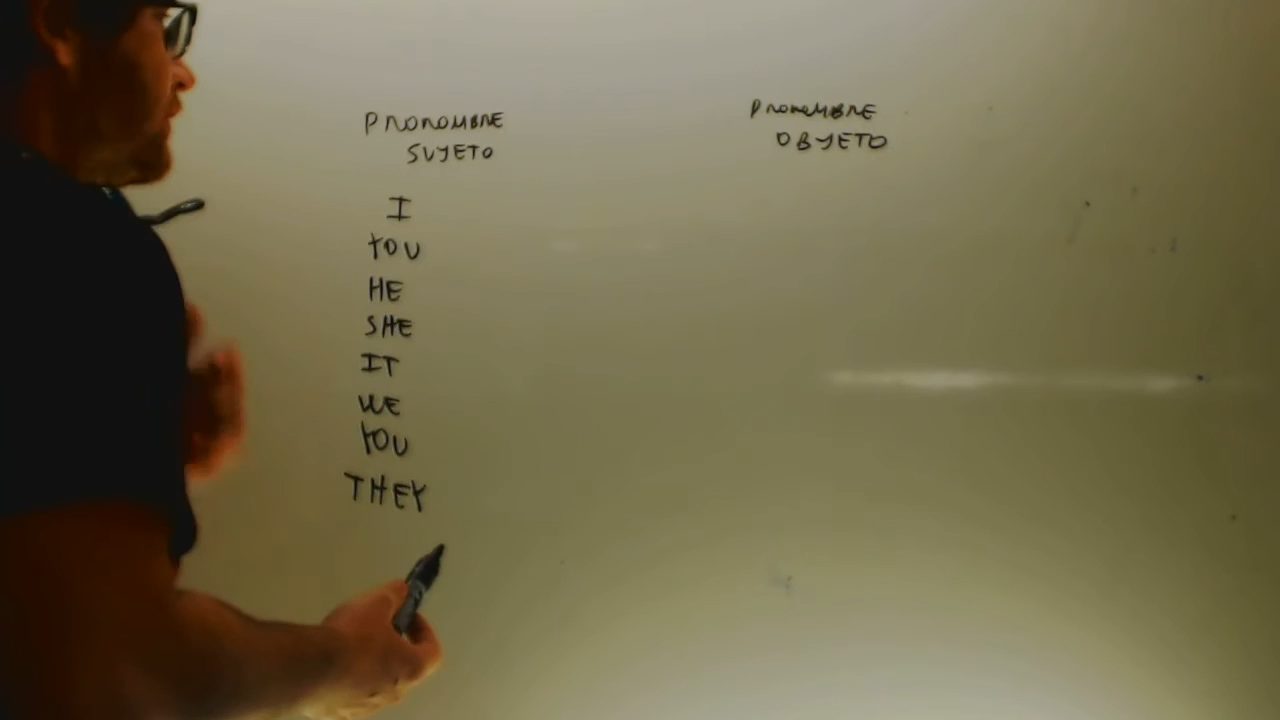 PRONOMBRE
SUJETO
PRONOMBRE
OBJETO
I
YOU
HE
SHE
IT
WE
YOU
THEY